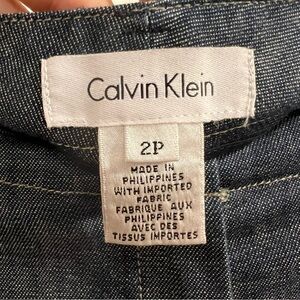 Calvin Klein
2P
MADE IN
PHILIPPINES
WITH IMPORTED
FABRIC
FABRIQUE AUX
PHILIPPINES
AVEC DES
TISSUS IMPORTES